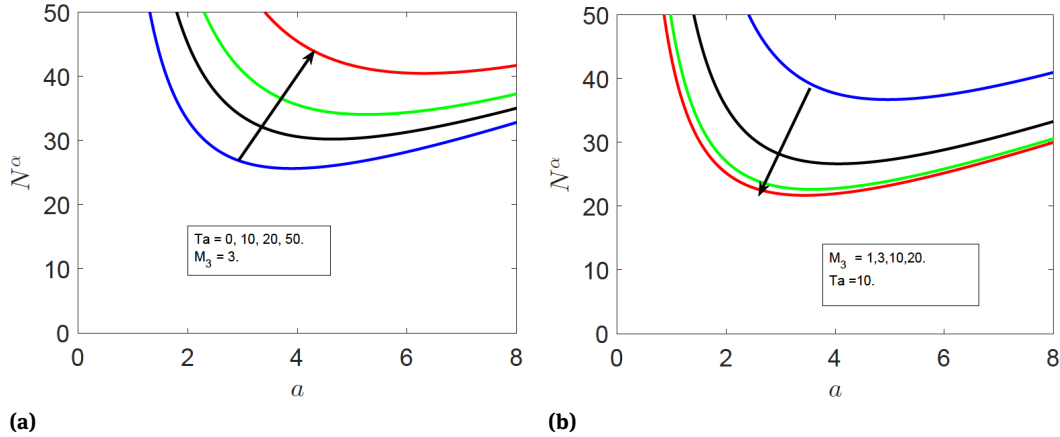 50
40
30
20
10
0
N^α
0 2 4 6 8
a
Ta = 0, 10, 20, 50.
M_3 = 3.
(a)
50
40
30
20
10
0
N^α
0 2 4 6 8
a
M_3 = 1,3,10,20.
Ta =10.
(b)